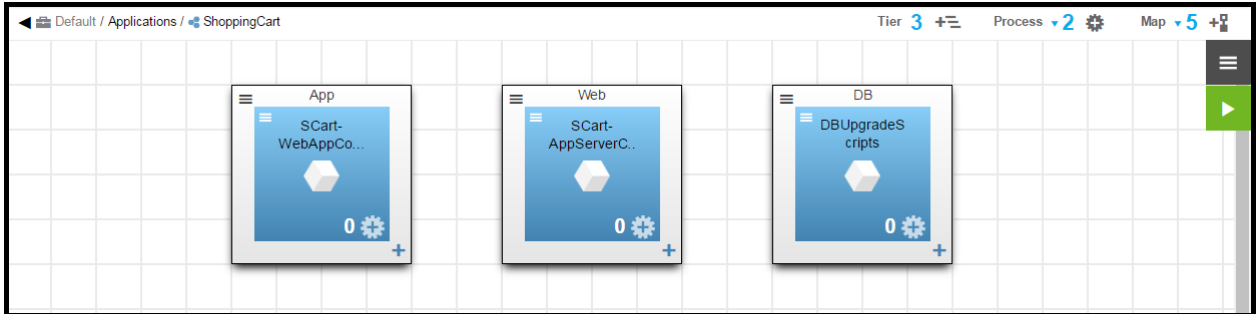 Default / Applications / ShoppingCart
Tier 3 Process 2 Map 5
App
SCart-
WebAppCo...
0
Web
SCart-
AppServerC..
0
DB
DBUpgradeS
cripts
0